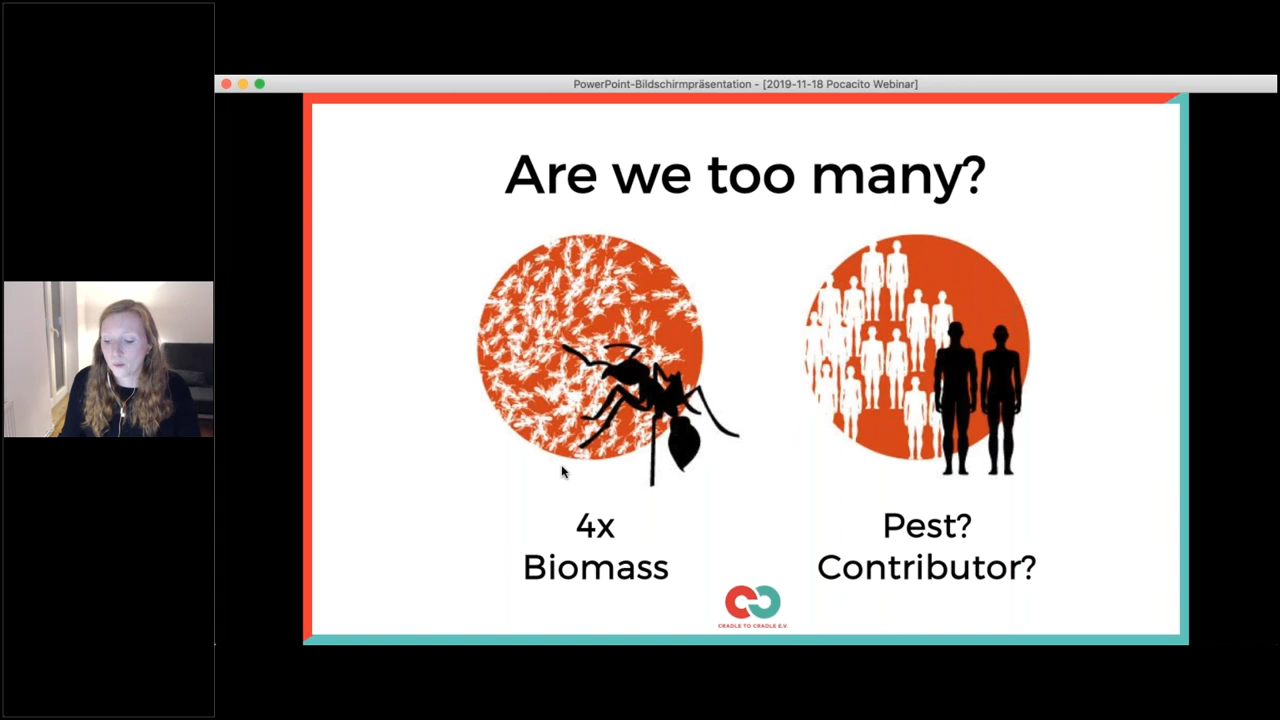 PowerPoint-Bildschirmpräsentation - [2019-11-18 Pocacito Webinar]
Are we too many?
4x
Biomass
Pest?
Contributor?
CRADLE TO CRADLE E.V.